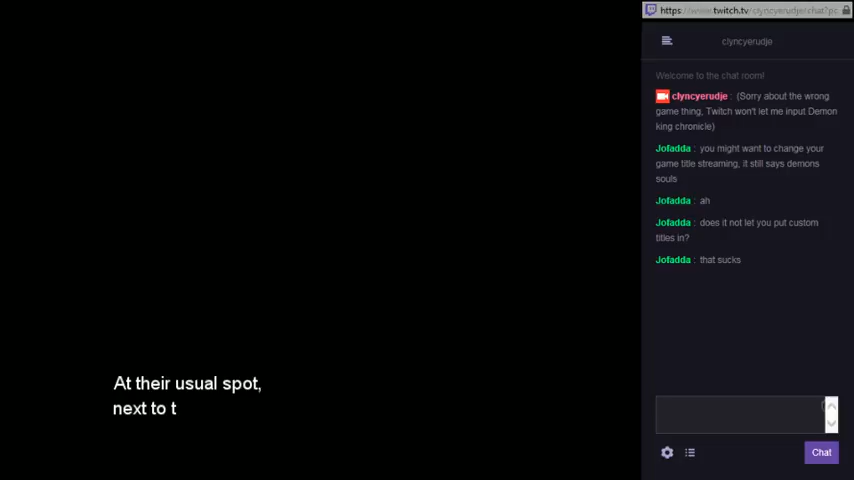 https://www.twitch.tv/clyncyerudje/chat?pc
clyncyerudje
Welcome to the chat room!
clyncyerudje : (Sorry about the wrong
game thing, Twitch won't let me input Demon
king chronicle)
Jofadda : you might want to change your
game title streaming, it still says demons
souls
Jofadda : ah
Jofadda : does it not let you put custom
titles in?
Jofadda : that sucks
At their usual spot,
next to t
Chat